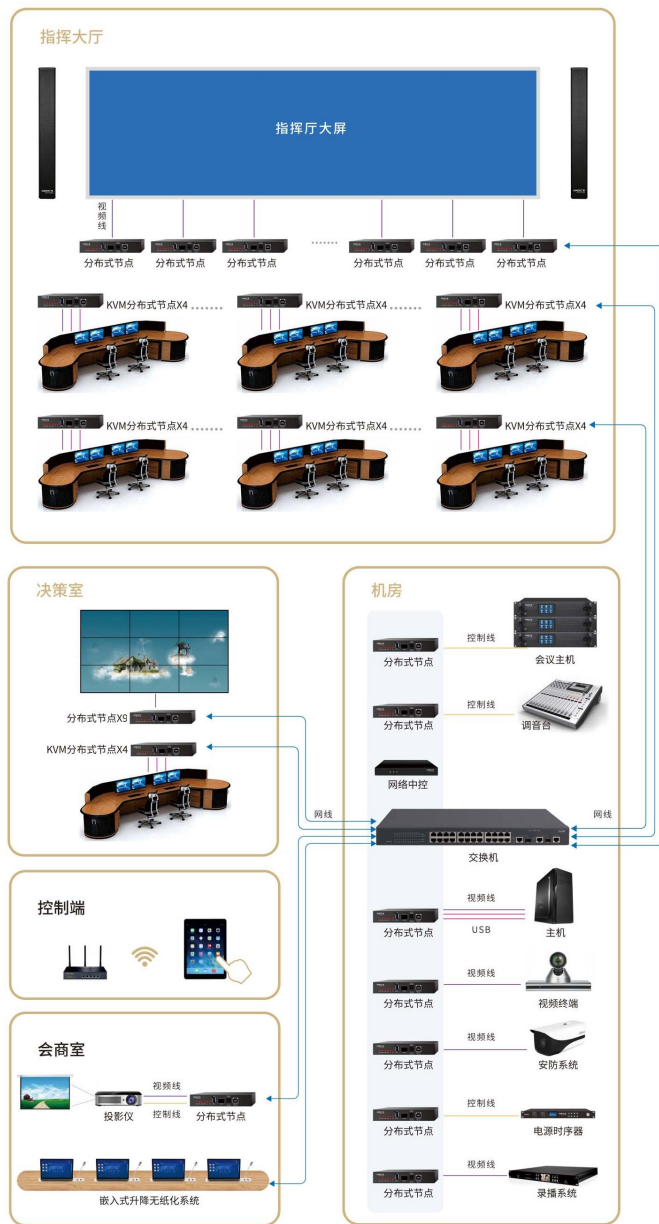 指挥大厅
指挥厅大屏
视频线
分布式节点
分布式节点
分布式节点
......
分布式节点
分布式节点
分布式节点
KVM分布式节点X4 ......
KVM分布式节点X4 ......
KVM分布式节点X4
KVM分布式节点X4 ......
KVM分布式节点X4 ......
KVM分布式节点X4
决策室
分布式节点X9
KVM分布式节点X4
网线
控制端
会商室
投影仪
视频线
控制线
分布式节点
嵌入式升降无纸化系统
机房
分布式节点
控制线
会议主机
分布式节点
控制线
调音台
网络中控
网线
交换机
分布式节点
视频线
USB
主机
分布式节点
视频线
视频终端
分布式节点
视频线
安防系统
分布式节点
控制线
电源时序器
分布式节点
视频线
录播系统